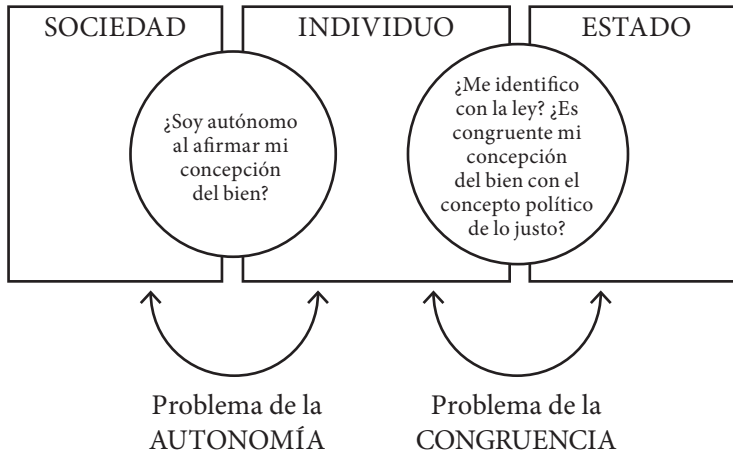 SOCIEDAD
INDIVIDUO
ESTADO
¿Soy autónomo
al afirmar mi
concepción
del bien?
¿Me identifico
con la ley? ¿Es
congruente mi
concepción
del bien con el
concepto político
de lo justo?
Problema de la
AUTONOMÍA
Problema de la
CONGRUENCIA